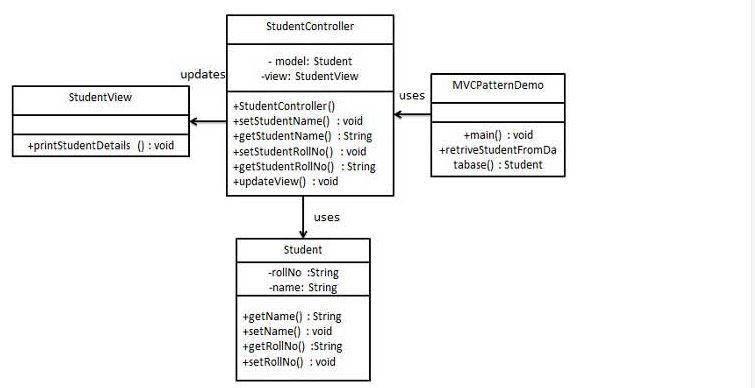 StudentController
- model: Student
-view: StudentView
+StudentController()
+setStudentName() : void
+getStudentName() : String
+setStudentRollNo() : void
+getStudentRollNo() : String
+updateView() : void
updates
StudentView
+printStudentDetails () : void
uses
MVCPatternDemo
+main() : void
+retriveStudentFromDa
tabase() : Student
uses
Student
-rollNo :String
-name: String
+getName() : String
+setName() : void
+getRollNo() :String
+setRollNo() : void